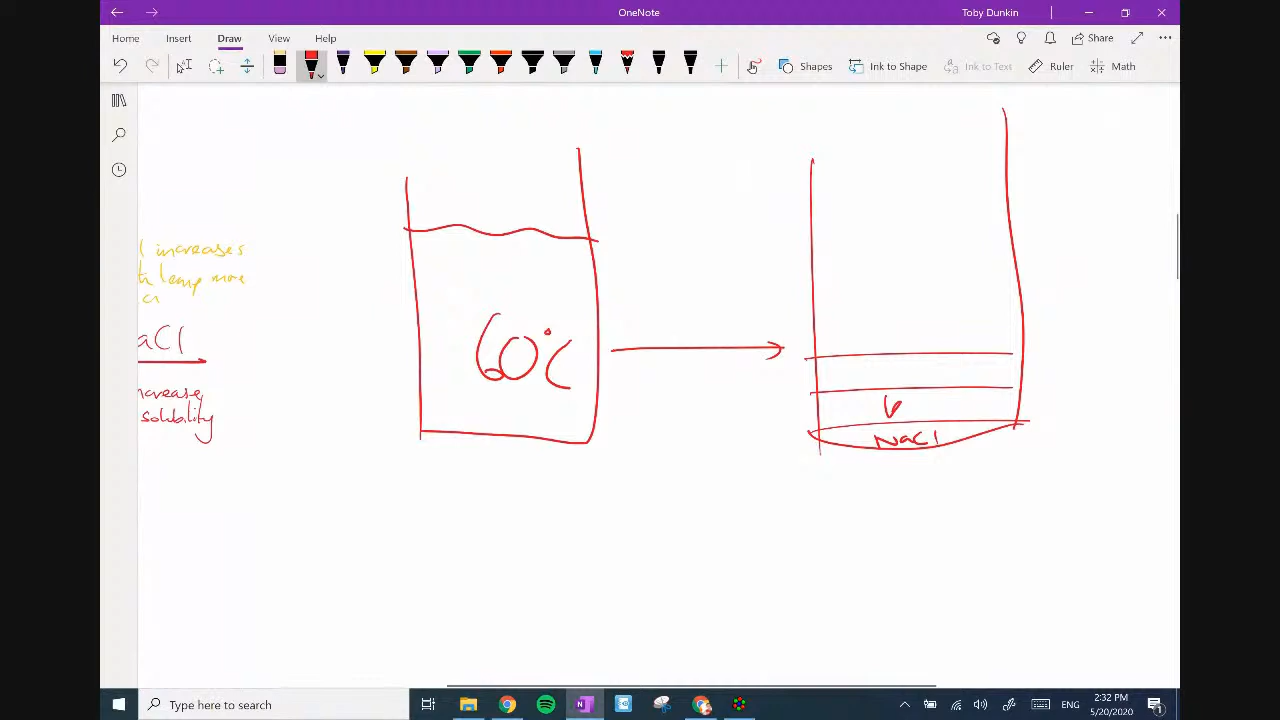 OneNote
Toby Dunkin
Home Insert Draw View Help
Share
Shapes Ink to Shape Ink to Text Ruler Math
l increases
temp more
aCl
ncrease
solubility
60°C
NaCl
Type here to search
ENG
2:32 PM
5/20/2020
1